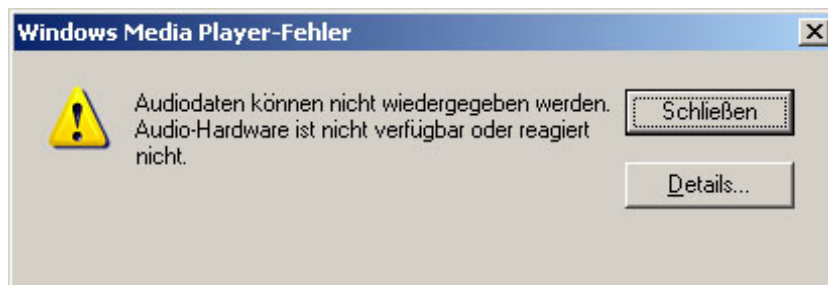 Windows Media Player-Fehler
Audiodaten können nicht wiedergegeben werden.
Audio-Hardware ist nicht verfügbar oder reagiert
nicht.
Schließen
Details...